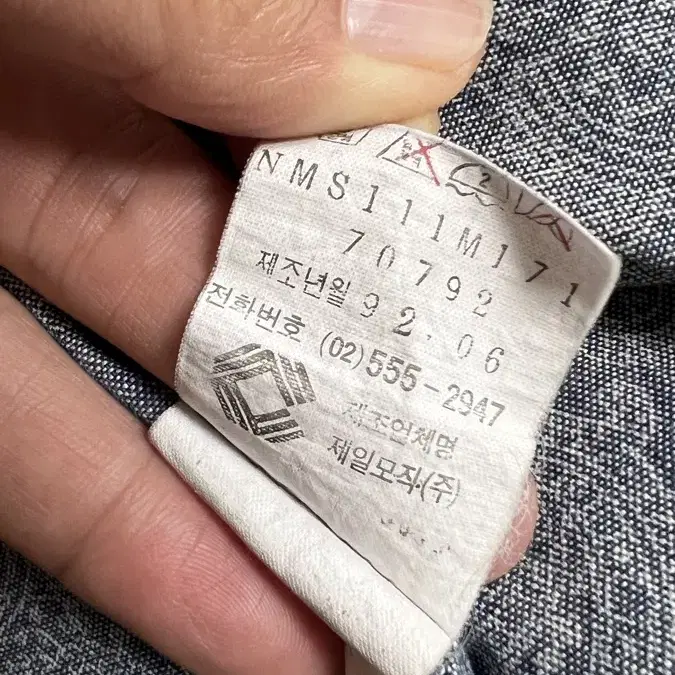 NMS111M171
70792
제조년월 92.06
전화번호 (02)555-2947
제조업체명
제일모직(주)